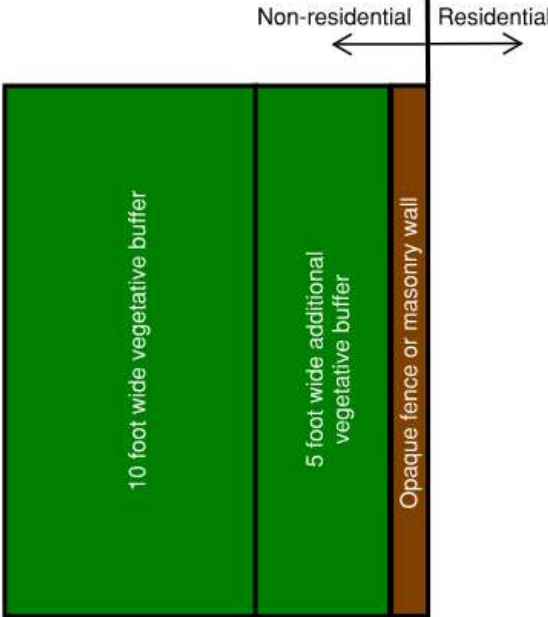 Non-residential
Residential
10 foot wide vegetative buffer
5 foot wide additional
vegetative buffer
Opaque fence or masonry wall